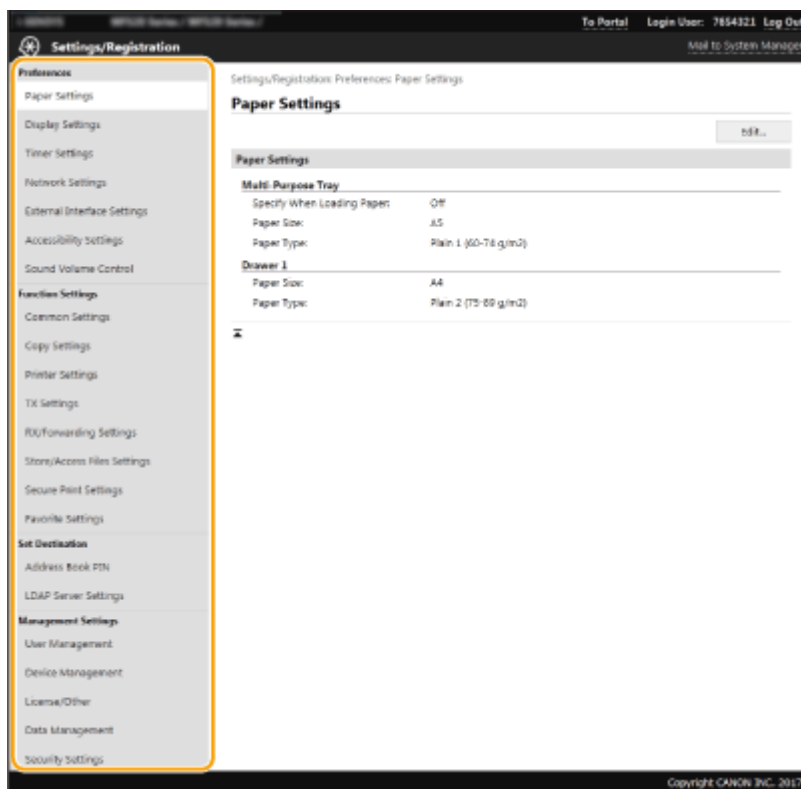 To Portal Login User: 7654321 Log Out
Settings/Registration
Mail to System Manager
Preferences
Paper Settings
Display Settings
Timer Settings
Network Settings
External Interface Settings
Accessibility Settings
Sound Volume Control
Function Settings
Common Settings
Copy Settings
Printer Settings
TX Settings
RX/Forwarding Settings
Store/Access Files Settings
Secure Print Settings
Favorite Settings
Set Destination
Address Book PIN
LDAP Server Settings
Management Settings
User Management
Device Management
License/Other
Data Management
Security Settings
Settings/Registration: Preferences: Paper Settings
Paper Settings
Edit...
Paper Settings
Multi-Purpose Tray
Specify When Loading Paper: Off
Paper Size: A5
Paper Type: Plain 1 (60-74 g/m2)
Drawer 1
Paper Size: A4
Paper Type: Plain 2 (75-89 g/m2)
Copyright CANON INC. 2017